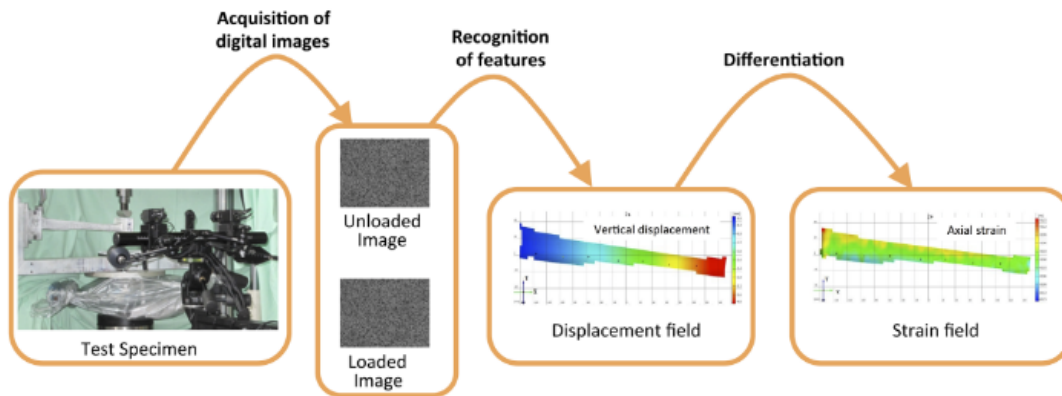 Acquisition of
digital images
Recognition
of features
Differentiation
Test Specimen
Unloaded
Image
Loaded
Image
Vertical displacement
Displacement field
Axial strain
Strain field